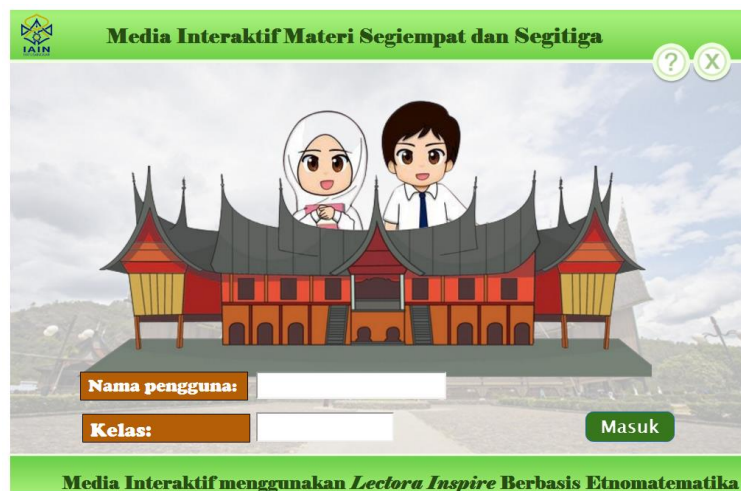 IAIN
Media Interaktif Materi Segiempat dan Segitiga
? X
Nama pengguna:
Kelas:
Masuk
Media Interaktif menggunakan Lectora Inspire Berbasis Etnomatematika